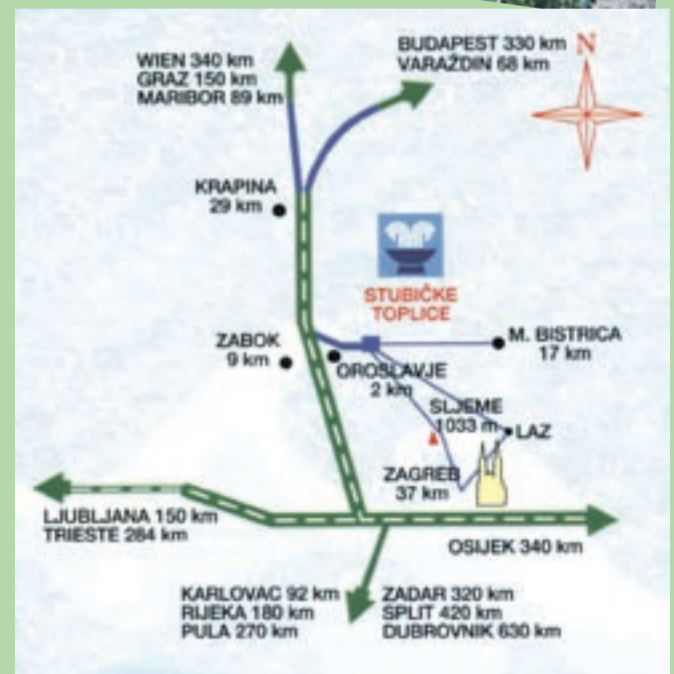 WIEN 340 km
GRAZ 150 km
MARIBOR 89 km
BUDAPEST 330 km
VARAŽDIN 68 km
N
KRAPINA
29 km
STUBIČKE
TOPLICE
ZABOK
9 km
OROSLAVJE
2 km
M. BISTRICA
17 km
SLJEME
1033 m
LAZ
ZAGREB
37 km
LJUBLJANA 150 km
TRIESTE 284 km
OSIJEK 340 km
KARLOVAC 92 km
RIJEKA 180 km
PULA 270 km
ZADAR 320 km
SPLIT 420 km
DUBROVNIK 630 km